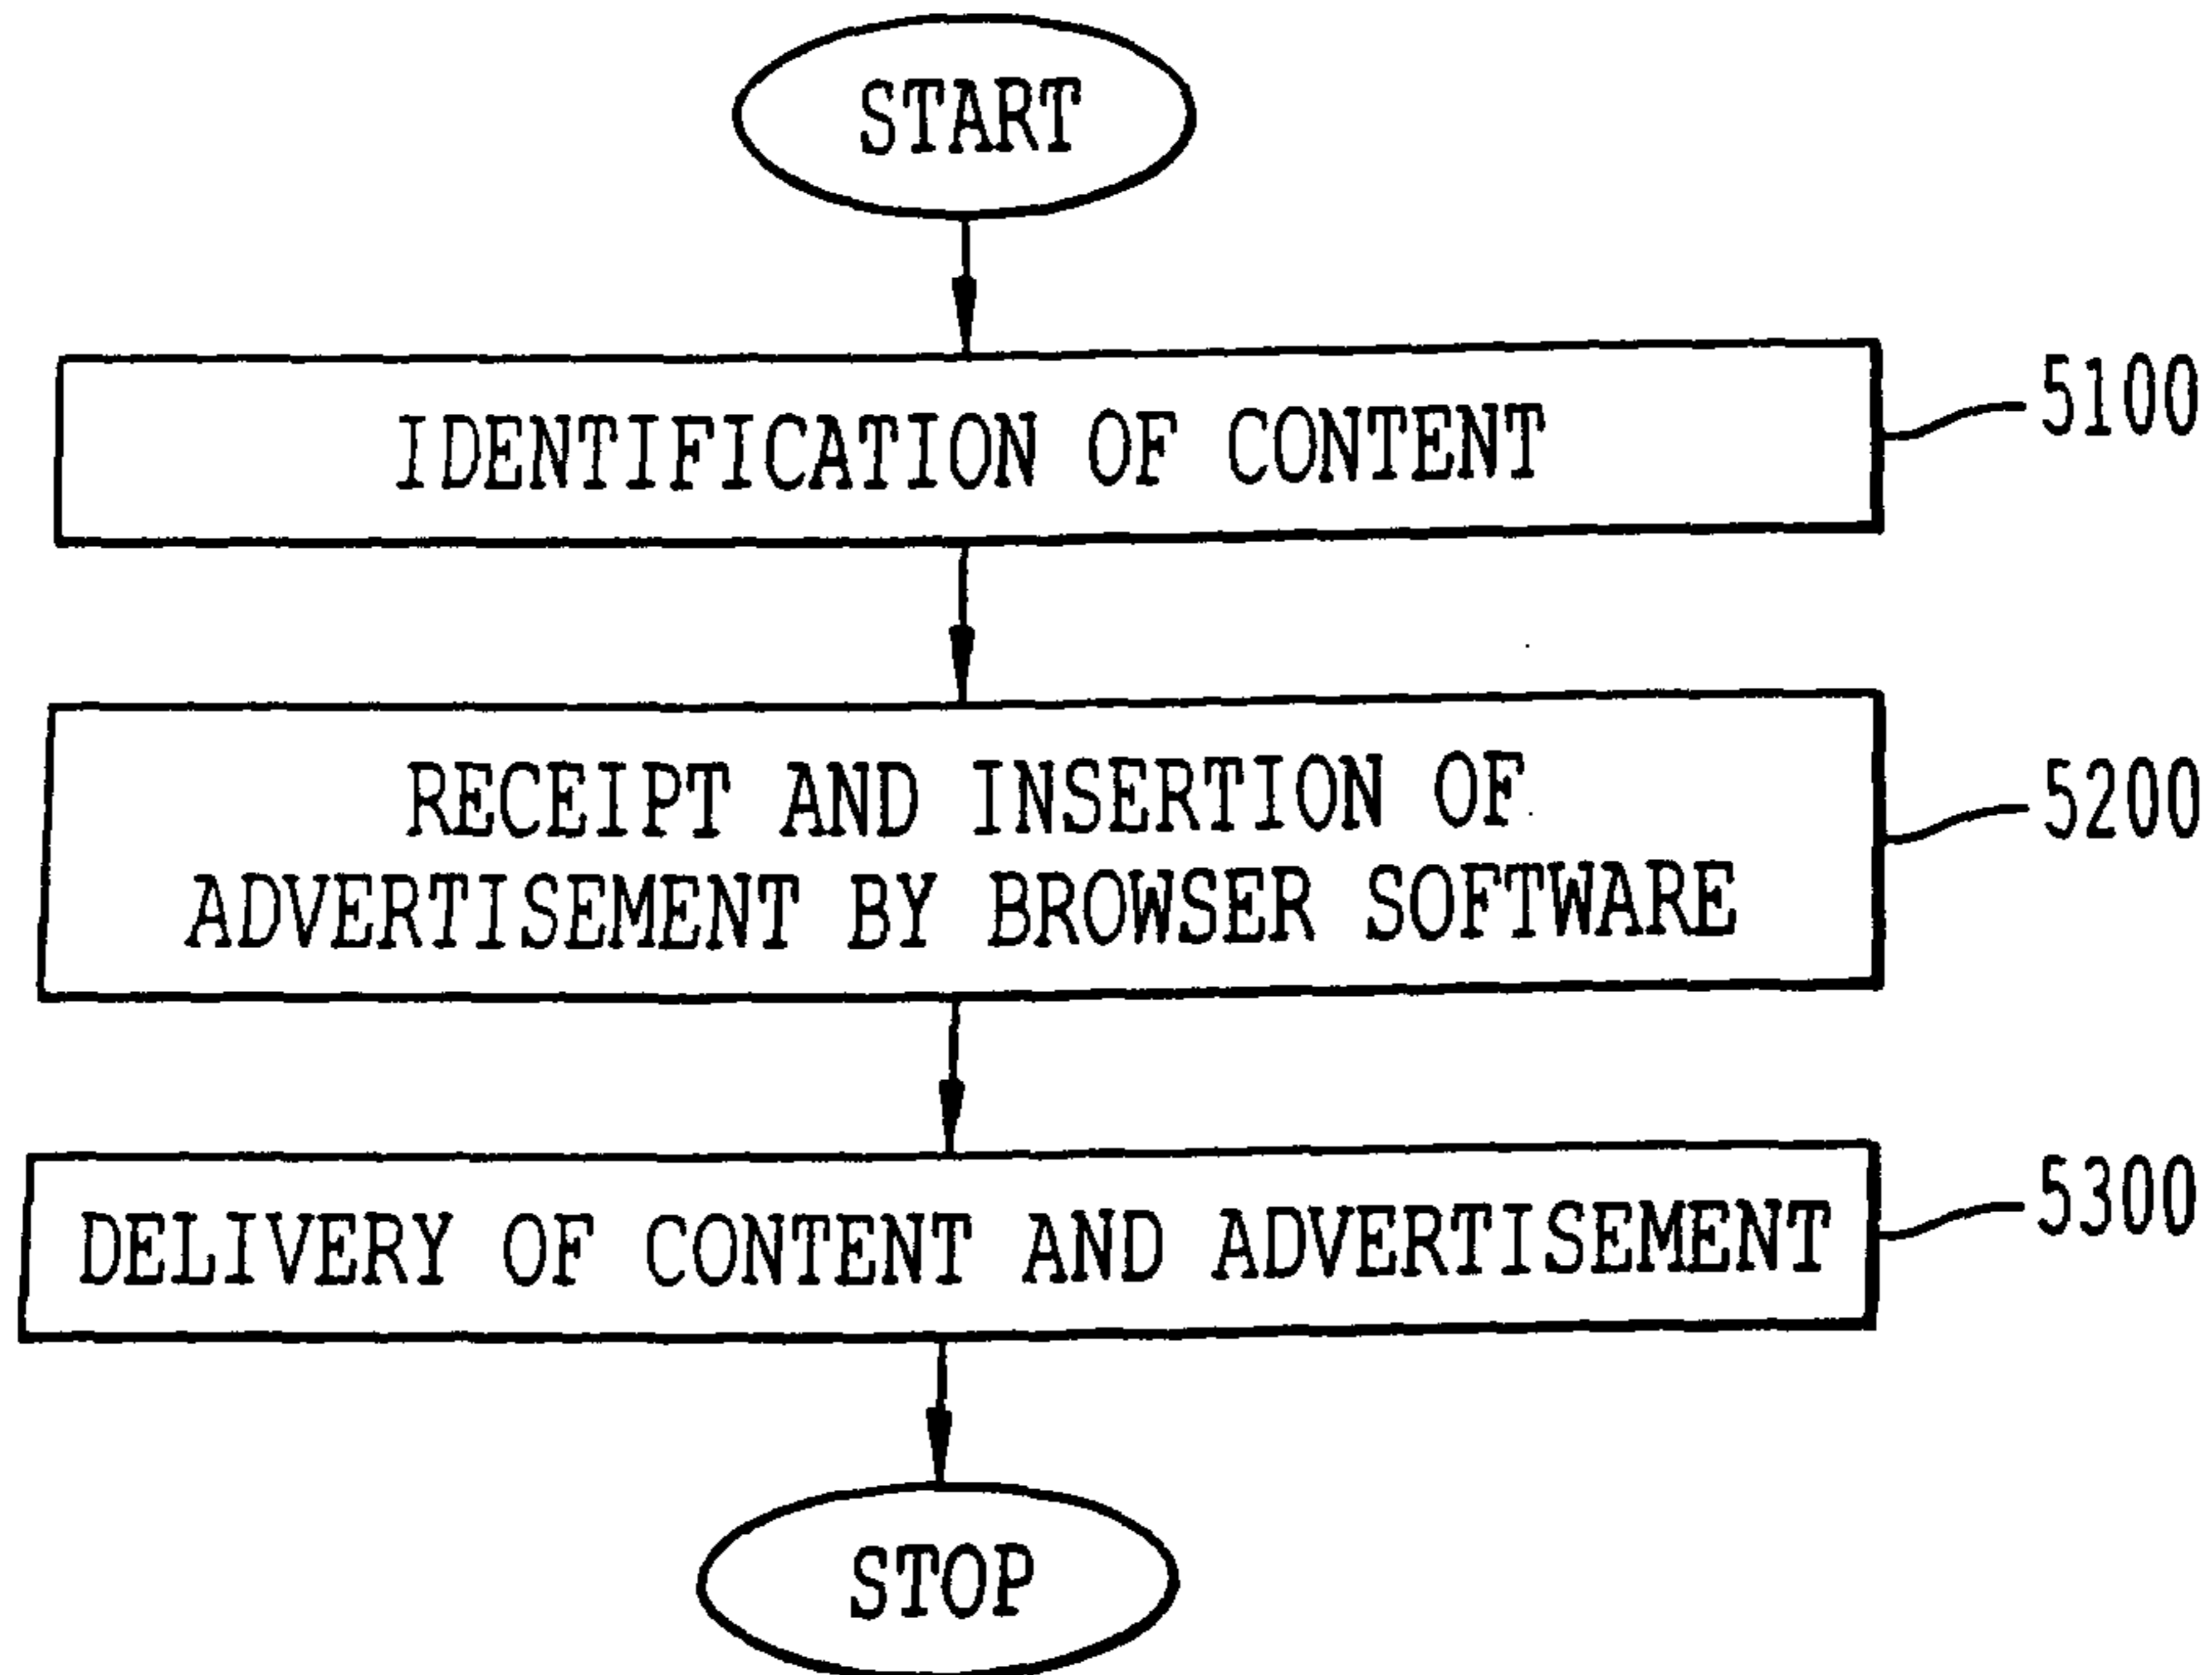 START
IDENTIFICATION OF CONTENT
5100
RECEIPT AND INSERTION OF
ADVERTISEMENT BY BROWSER SOFTWARE
5200
DELIVERY OF CONTENT AND ADVERTISEMENT
5300
STOP